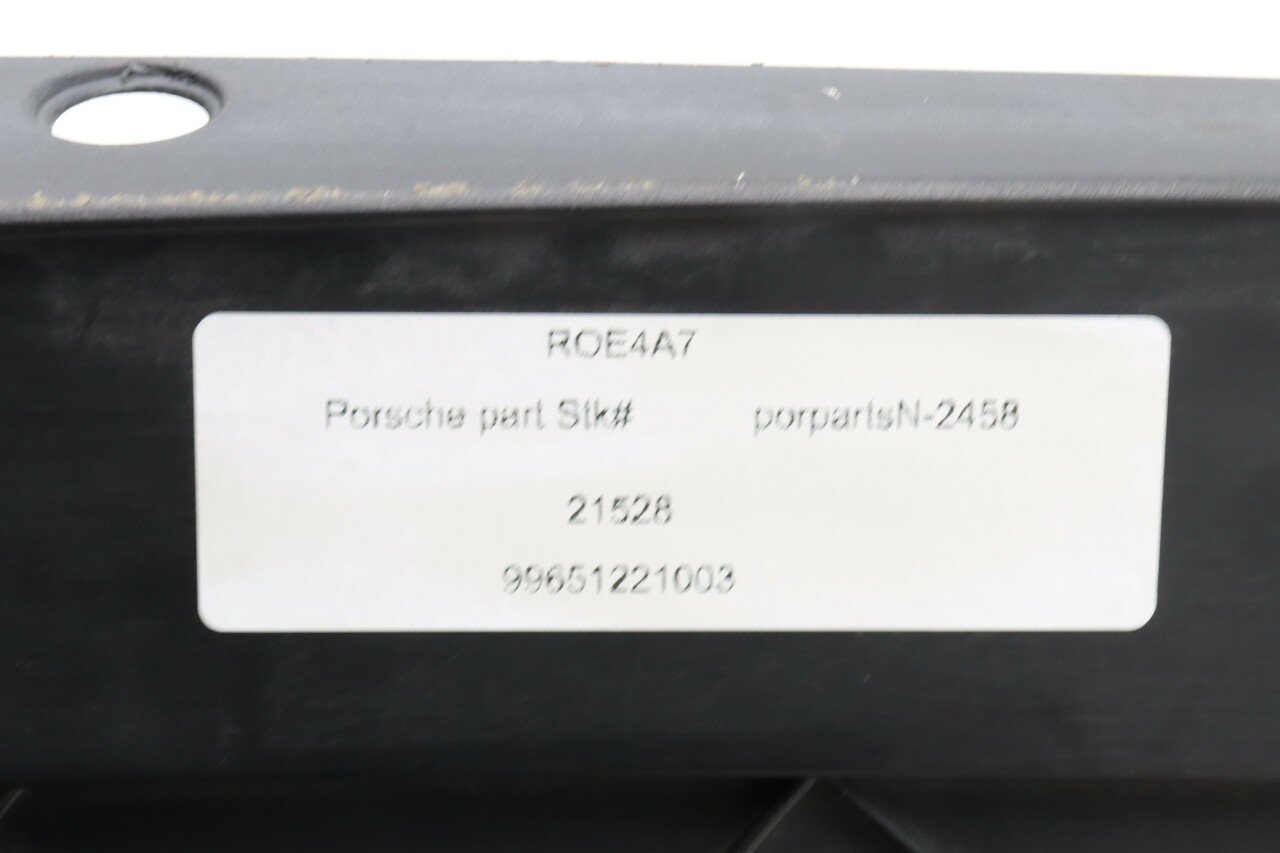 ROE4A7
Porsche part Stk# porpartsN-2458
21528
99651221003